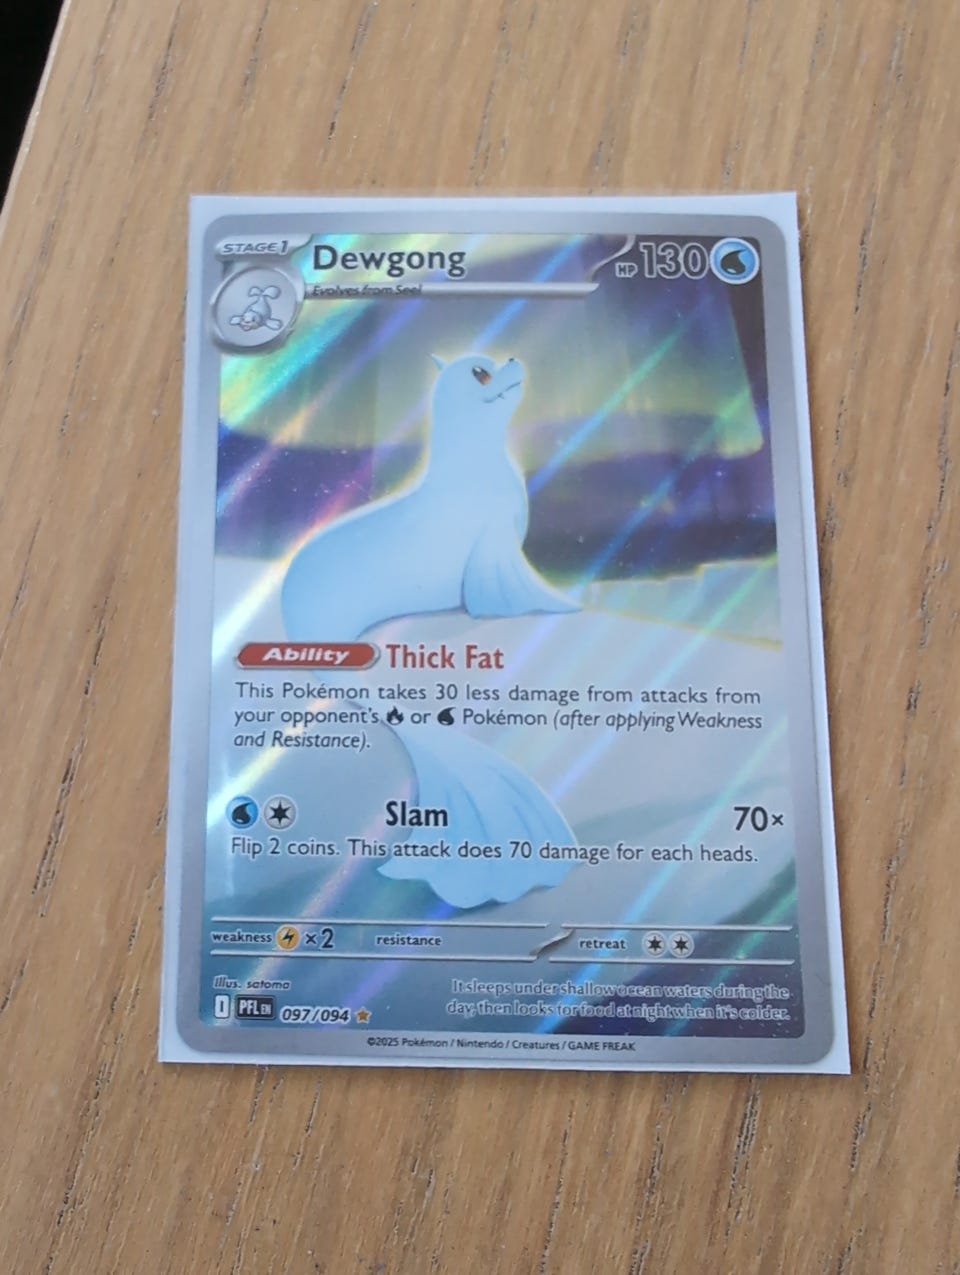 STAGE 1
Dewgong
HP 130
Evolves from Seel
Ability Thick Fat
This Pokémon takes 30 less damage from attacks from
your opponent's or Pokémon (after applying Weakness
and Resistance).
Slam 70×
Flip 2 coins. This attack does 70 damage for each heads.
weakness ×2 resistance retreat
Illus. satoma
It sleeps under shallow ocean waters during the
day, then looks for food at night when it's colder.
I PFL EN 097/094
©2025 Pokémon / Nintendo / Creatures / GAME FREAK